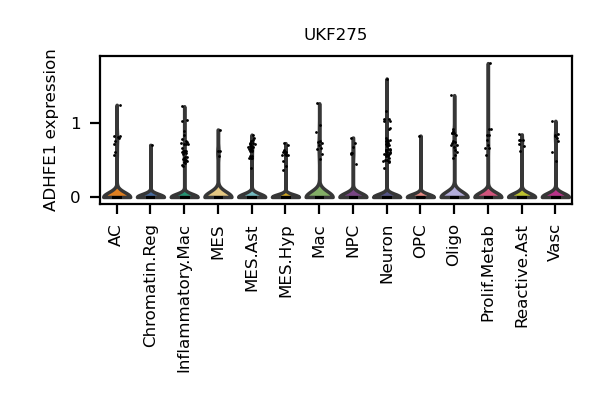 UKF275
ADHFE1 expression
1
0
AC
Chromatin.Reg
Inflammatory.Mac
MES
MES.Ast
MES.Hyp
Mac
NPC
Neuron
OPC
Oligo
Prolif.Metab
Reactive.Ast
Vasc